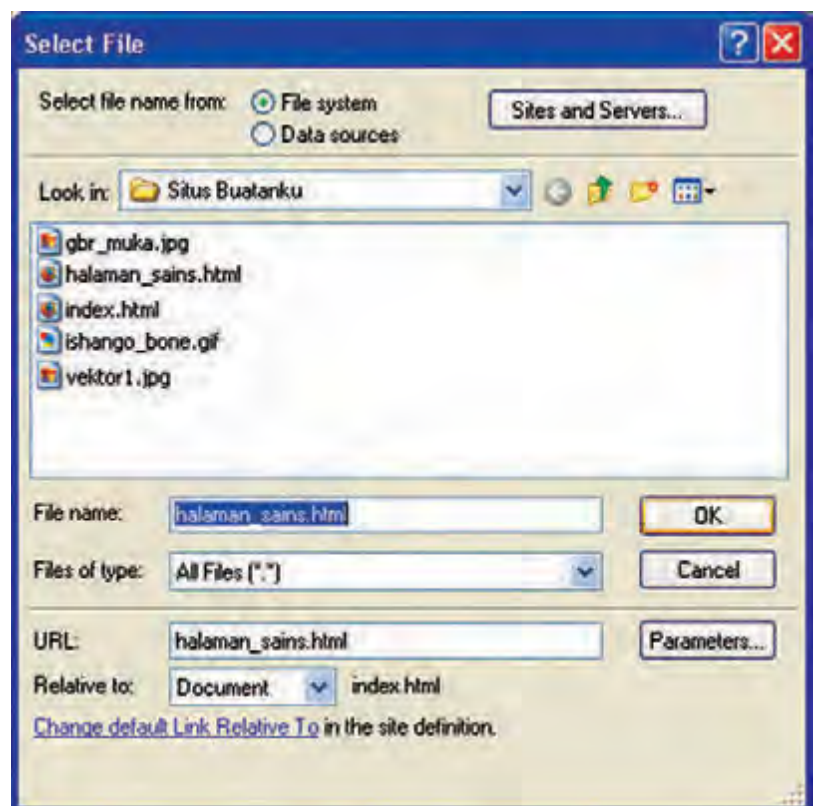 Select File
Select file name from: File system Sites and Servers...
Data sources
Look in: Situs Buatanku
gbr_muka.jpg
halaman_sains.html
index.html
ishango_bone.gif
vektor1.jpg
File name: halaman_sains.html OK
Files of type: All Files (*.*) Cancel
URL: halaman_sains.html Parameters...
Relative to: Document index.html
Change default Link Relative To in the site definition.